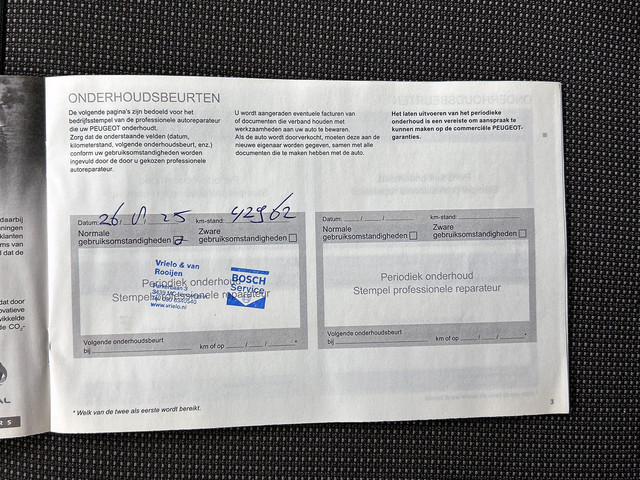 ONDERHOUDSBEURTEN
De volgende pagina's zijn bedoeld voor het
bedrijfsstempel van de professionele autoreparateur
die uw PEUGEOT onderhoudt.
Zorg dat de onderstaande velden (datum,
kilometerstand, volgende onderhoudsbeurt, enz.)
conform uw gebruiksomstandigheden worden
ingevuld door de door u gekozen professionele
autoreparateur.
U wordt aangeraden eventuele facturen van
of documenten die verband houden met
werkzaamheden aan uw auto te bewaren.
Als de auto wordt doorverkocht, moeten deze aan de
nieuwe eigenaar worden gegeven, samen met alle
documenten die te maken hebben met de auto.
Het laten uitvoeren van het periodieke
onderhoud is een vereiste om aanspraak te
kunnen maken op de commerciële PEUGEOT-
garanties.
Datum: 26 25 km-stand: 42962
Normale
gebruiksomstandigheden
Zware
gebruiksomstandigheden
Vrielo & van
Rooijen
www.vrielo.nl
BOSCH
Service
Periodiek onderhoud
Stempel professionele reparateur
Volgende onderhoudsbeurt
bij km of op / / *
Datum: / / km-stand:
Normale
gebruiksomstandigheden
Zware
gebruiksomstandigheden
Periodiek onderhoud
Stempel professionele reparateur
Volgende onderhoudsbeurt
bij km of op / / *
* Welk van de twee als eerste wordt bereikt.
3